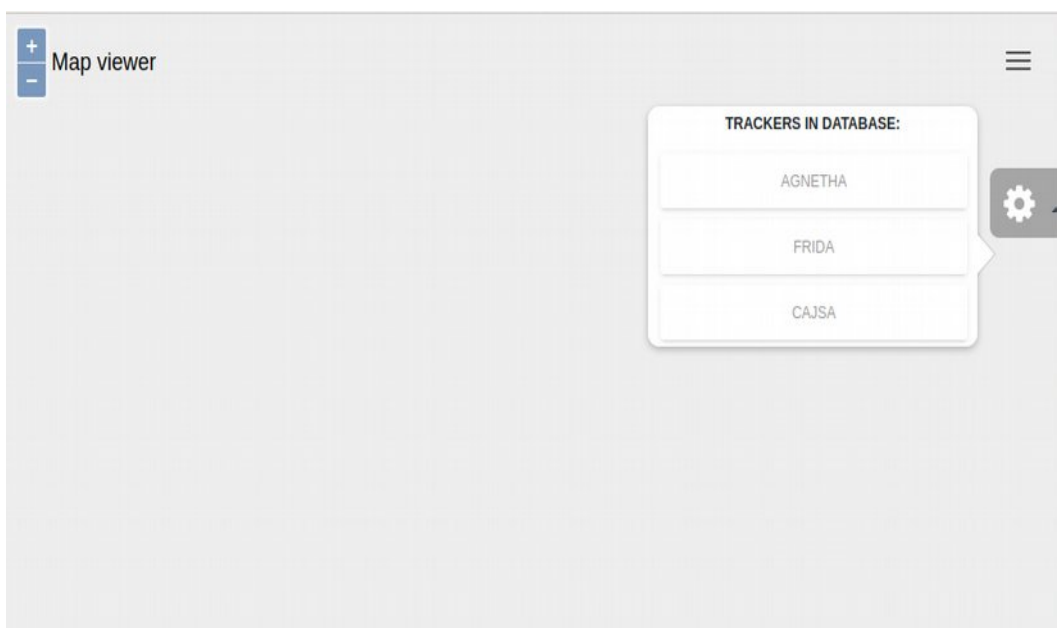 +
Map viewer
−
TRACKERS IN DATABASE:
AGNETHA
FRIDA
CAJSA